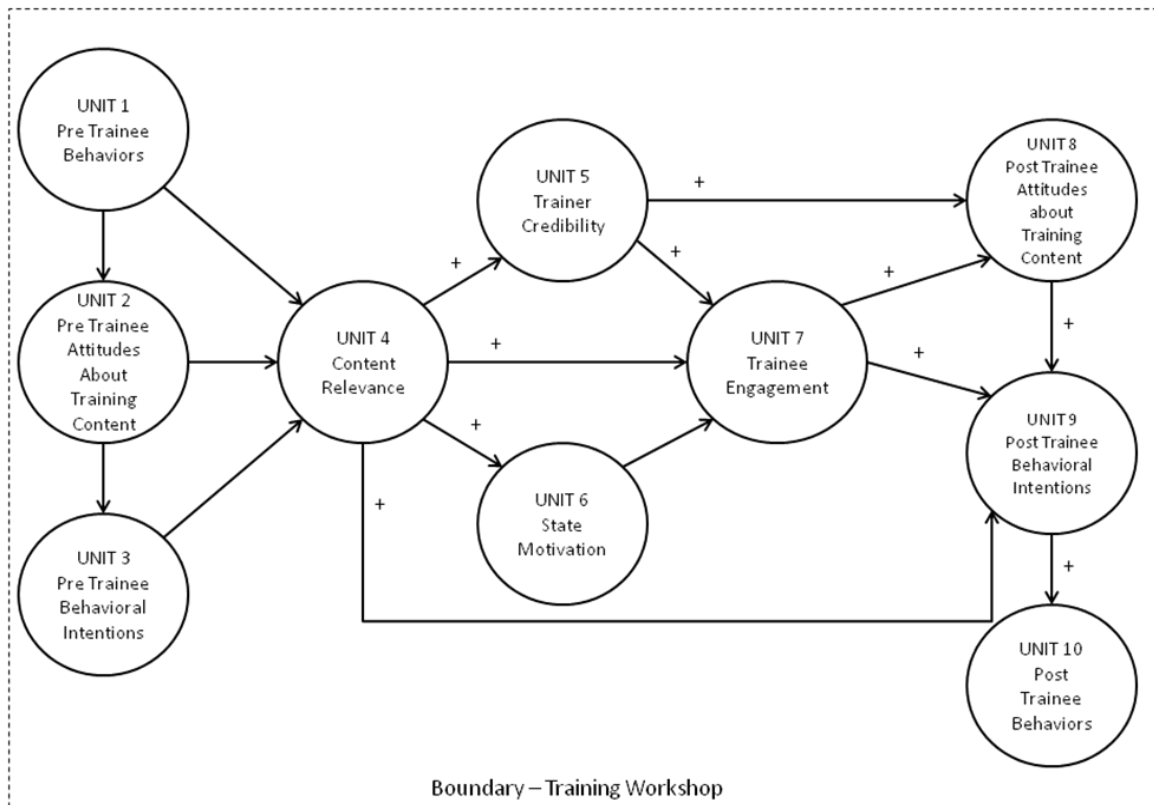 UNIT 1
Pre Trainee
Behaviors
UNIT 2
Pre Trainee
Attitudes
About
Training
Content
UNIT 3
Pre Trainee
Behavioral
Intentions
UNIT 4
Content
Relevance
+
+
+
+
UNIT 5
Trainer
Credibility
+
+
UNIT 6
State
Motivation
UNIT 7
Trainee
Engagement
+
+
UNIT 8
Post Trainee
Attitudes
about
Training
Content
+
UNIT 9
Post Trainee
Behavioral
Intentions
+
UNIT 10
Post
Trainee
Behaviors
Boundary – Training Workshop